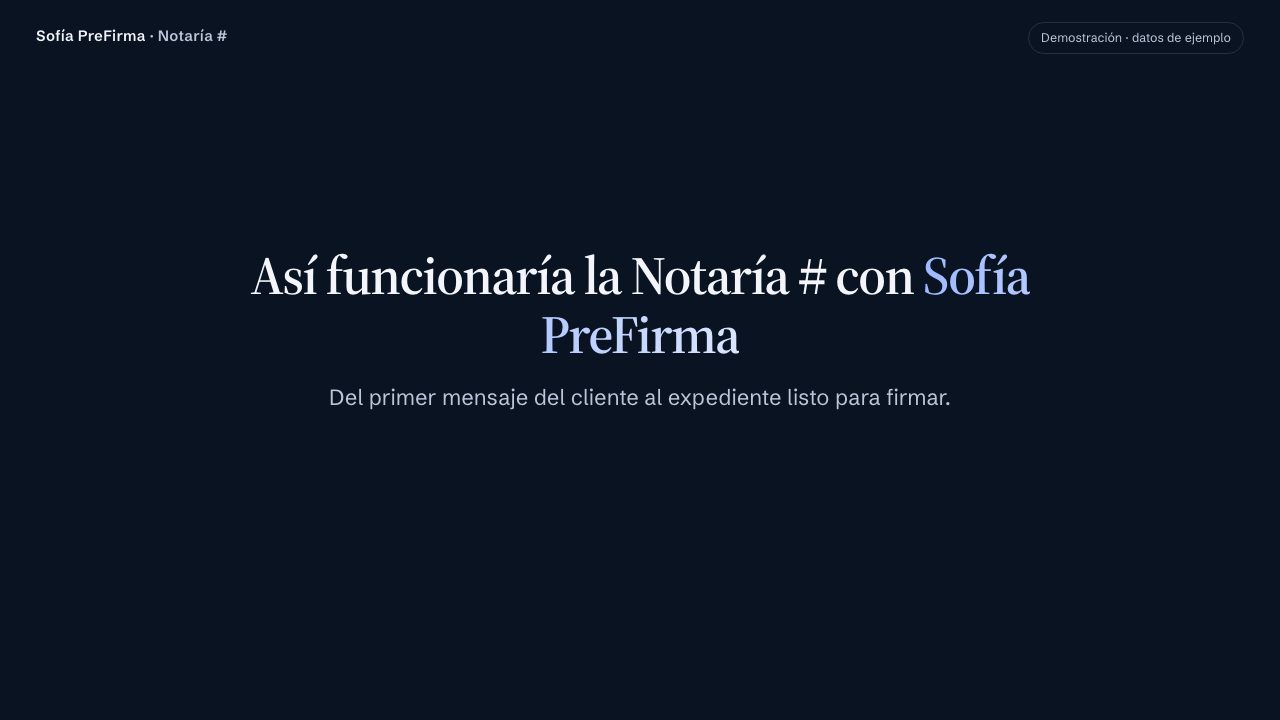 Sofía PreFirma · Notaría #
Demostración · datos de ejemplo
Así funcionaría la Notaría # con Sofía
PreFirma
Del primer mensaje del cliente al expediente listo para firmar.